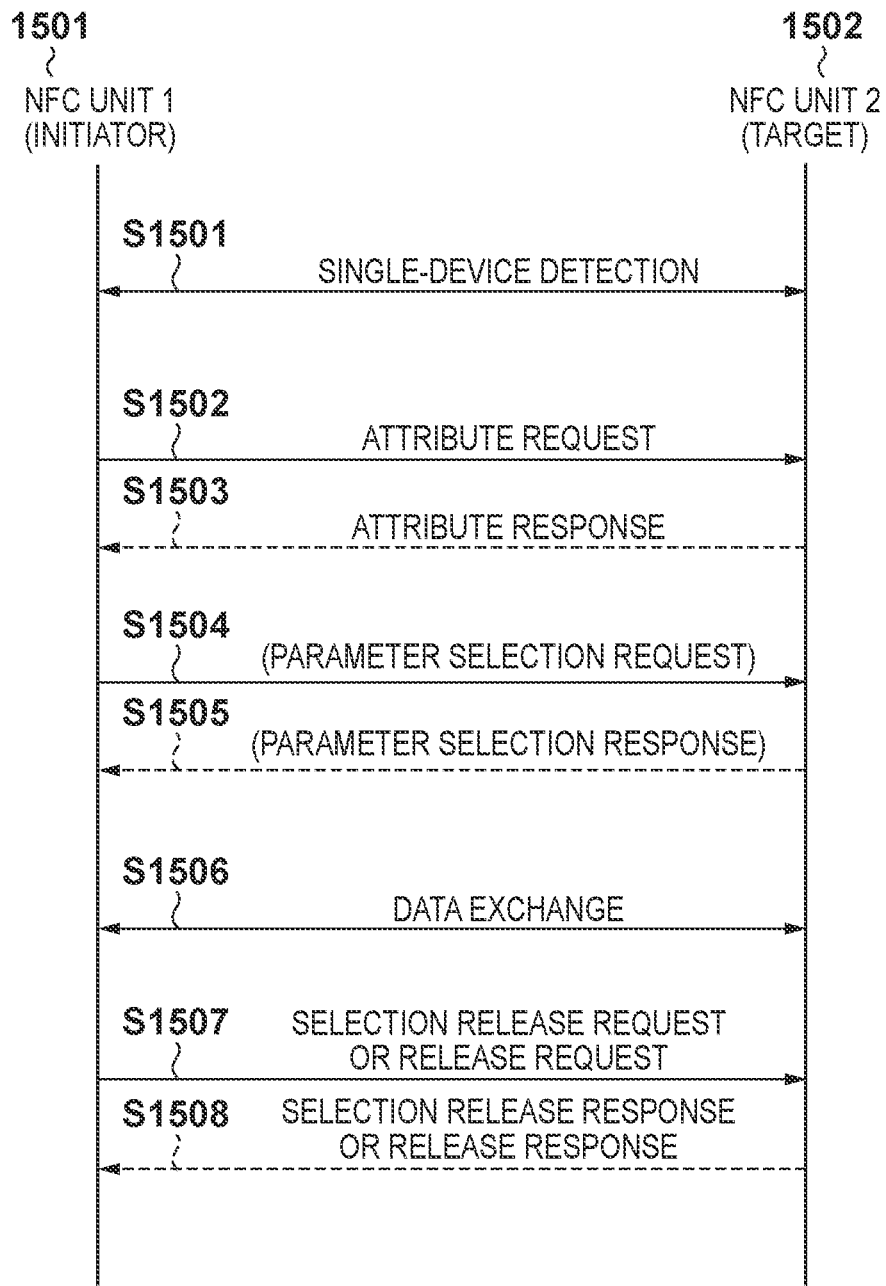 1501
1502
NFC UNIT 1
(INITIATOR)
NFC UNIT 2
(TARGET)
S1501
SINGLE-DEVICE DETECTION
S1502
ATTRIBUTE REQUEST
S1503
ATTRIBUTE RESPONSE
S1504
(PARAMETER SELECTION REQUEST)
S1505
(PARAMETER SELECTION RESPONSE)
S1506
DATA EXCHANGE
S1507
SELECTION RELEASE REQUEST
OR RELEASE REQUEST
S1508
SELECTION RELEASE RESPONSE
OR RELEASE RESPONSE